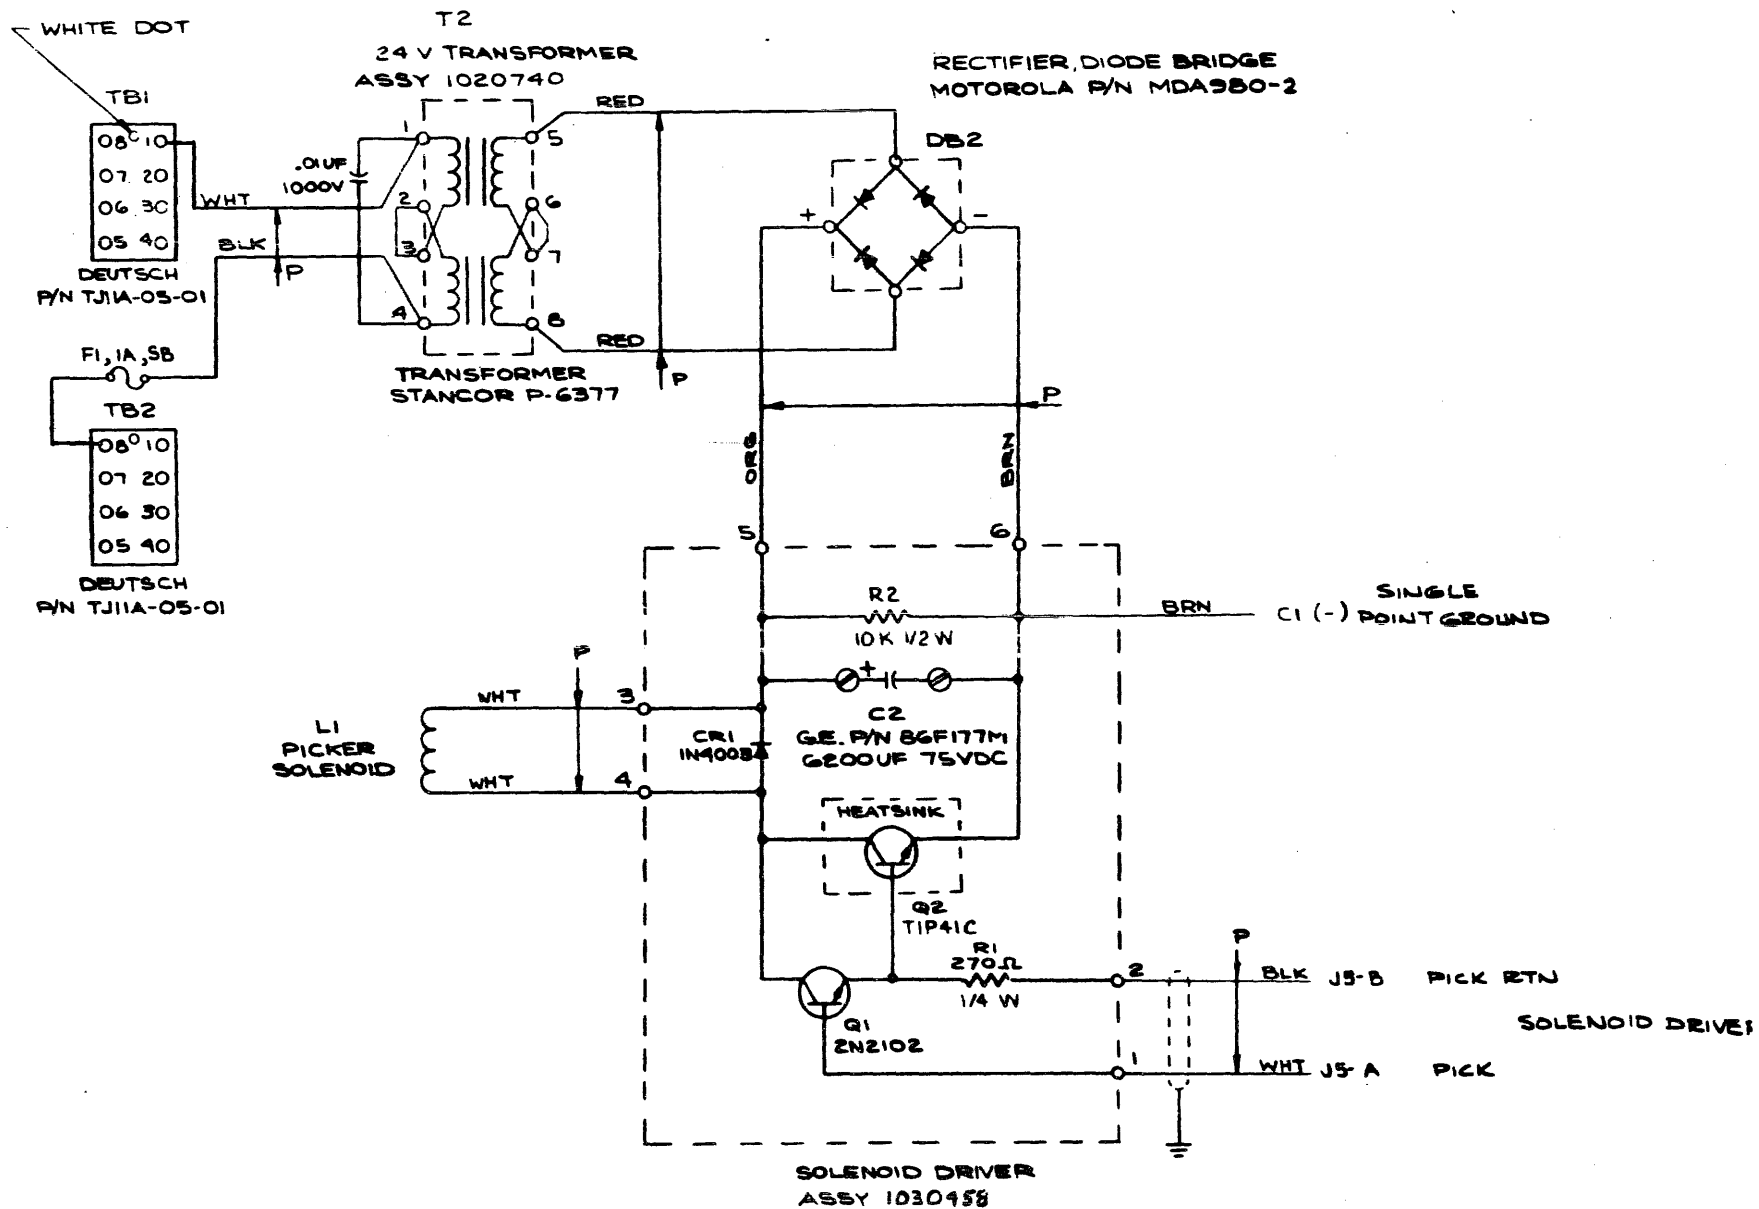 WHITE DOT
T2
24 V TRANSFORMER
ASSY 1020740
RECTIFIER, DIODE BRIDGE
MOTOROLA P/N MDA980-2
TB1
08 10
07 20
06 30
05 40
DEUTSCH
P/N TJ11A-05-01
WHT
BLK
P
.01UF
1000V
1
2
3
4
5
6
7
8
RED
RED
P
TRANSFORMER
STANCOR P-6377
DB2
+
-
F1, 1A, SB
TB2
08 10
07 20
06 30
05 40
DEUTSCH
P/N TJ11A-05-01
P
ORG
BRN
5
6
R2
10K 1/2 W
BRN
C1 (-)
SINGLE
POINT GROUND
+
C2
G.E. P/N 86F177M
6200UF 75VDC
P
WHT
3
L1
PICKER
SOLENOID
WHT
4
CR1
1N4003
HEATSINK
Q2
TIP41C
R1
270Ω
1/4 W
Q1
2N2102
2
1
P
BLK
J5-B
PICK RTN
SOLENOID DRIVER
WHT
J5-A
PICK
SOLENOID DRIVER
ASSY 1030458